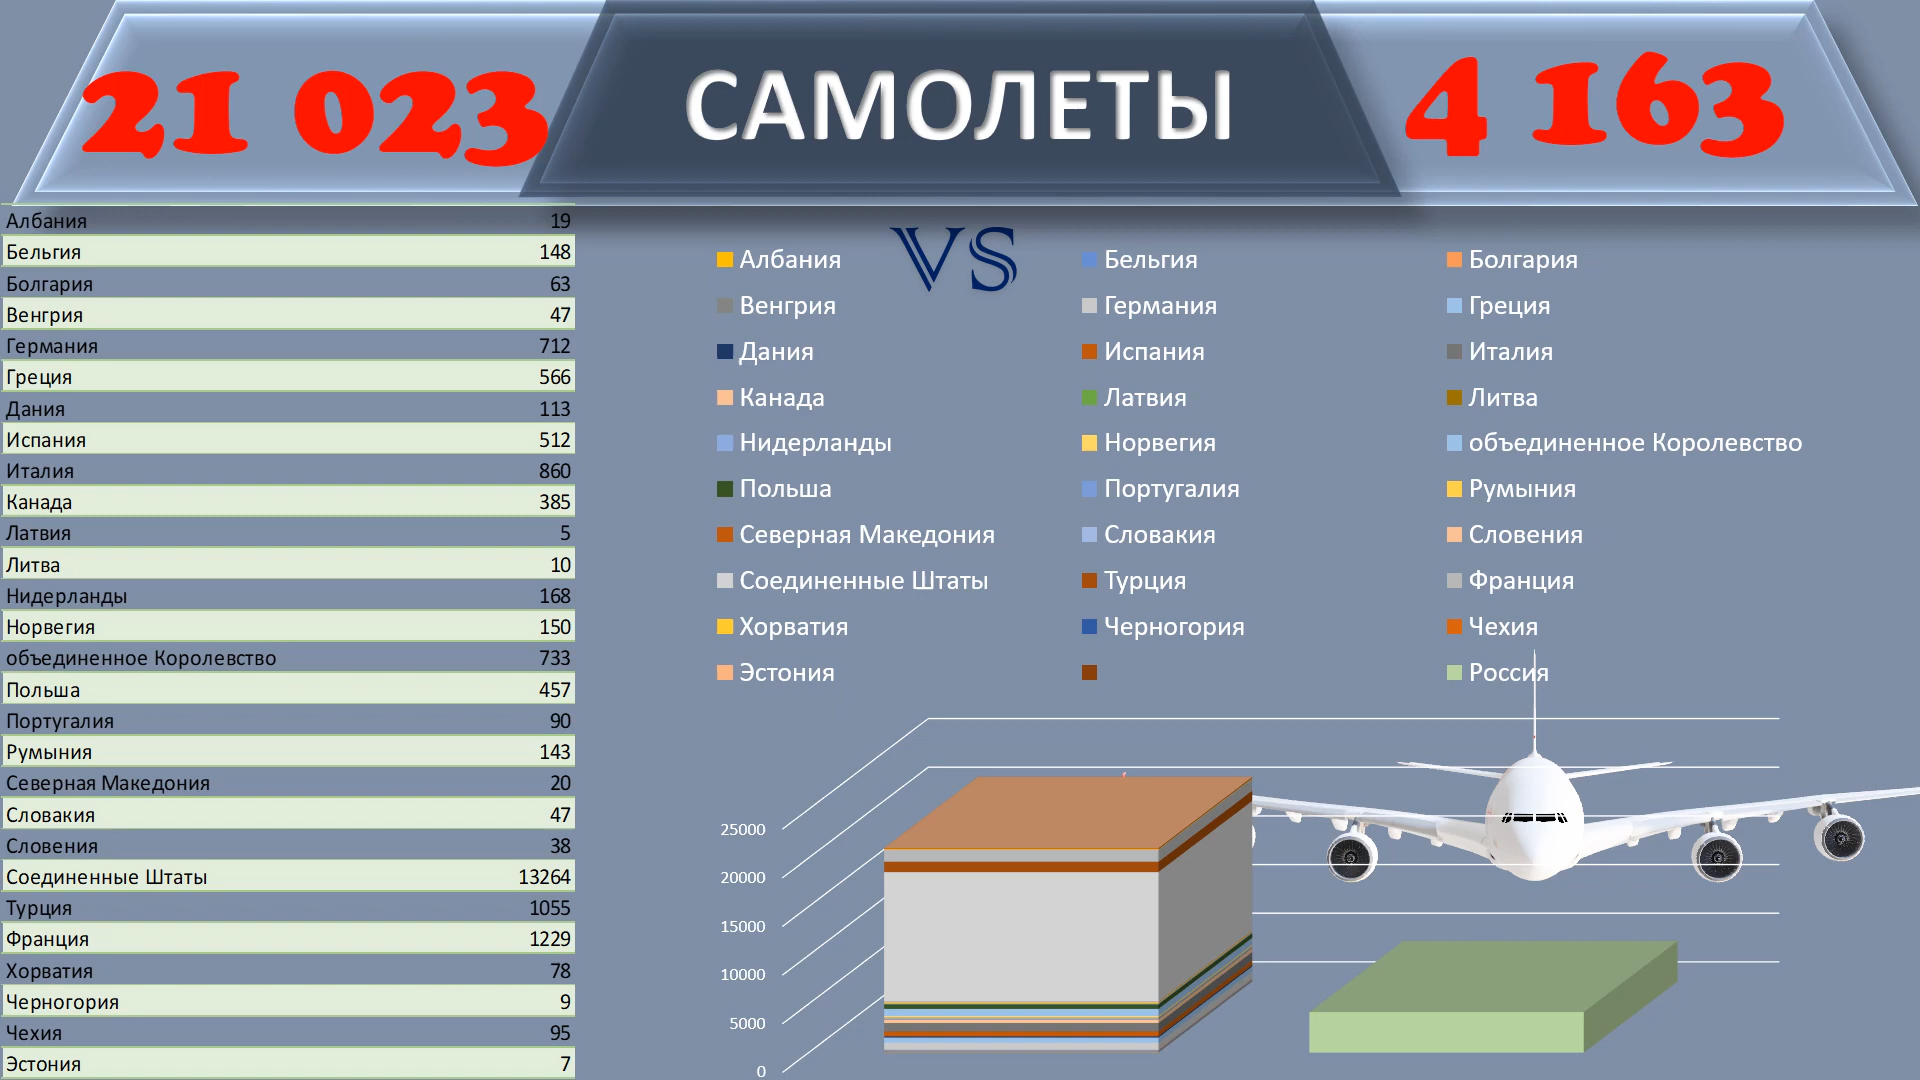 21 023
САМОЛЕТЫ
4 163
Албания 19
Бельгия 148
Болгария 63
Венгрия 47
Германия 712
Греция 566
Дания 113
Испания 512
Италия 860
Канада 385
Латвия 5
Литва 10
Нидерланды 168
Норвегия 150
объединенное Королевство 733
Польша 457
Португалия 90
Румыния 143
Северная Македония 20
Словакия 47
Словения 38
Соединенные Штаты 13264
Турция 1055
Франция 1229
Хорватия 78
Черногория 9
Чехия 95
Эстония 7
VS
Албания Бельгия Болгария
Венгрия Германия Греция
Дания Испания Италия
Канада Латвия Литва
Нидерланды Норвегия объединенное Королевство
Польша Португалия Румыния
Северная Македония Словакия Словения
Соединенные Штаты Турция Франция
Хорватия Черногория Чехия
Эстония Россия
25000
20000
15000
10000
5000
0